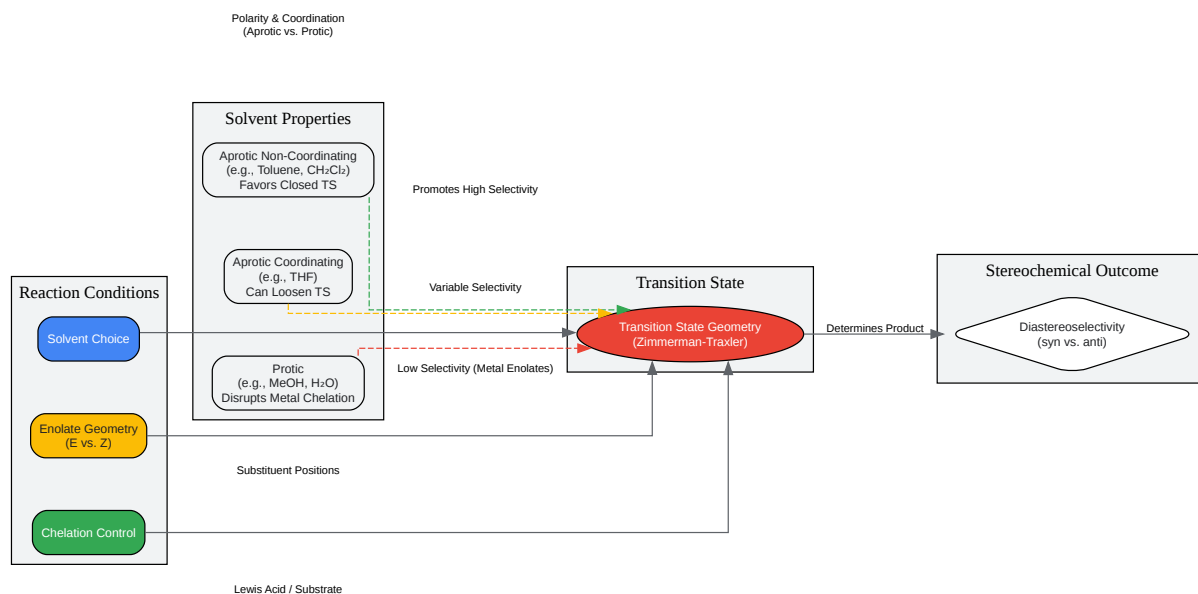 Polarity & Coordination
(Aprotic vs. Protic)
Solvent Properties
Aprotic Non-Coordinating
(e.g., Toluene, CH₂Cl₂)
Favors Closed TS
Promotes High Selectivity
Aprotic Coordinating
(e.g., THF)
Can Loosen TS
Variable Selectivity
Protic
(e.g., MeOH, H₂O)
Disrupts Metal Chelation
Low Selectivity (Metal Enolates)
Reaction Conditions
Solvent Choice
Enolate Geometry
(E vs. Z)
Substituent Positions
Chelation Control
Lewis Acid / Substrate
Transition State
Transition State Geometry
(Zimmerman-Traxler)
Determines Product
Stereochemical Outcome
Diastereoselectivity
(syn vs. anti)